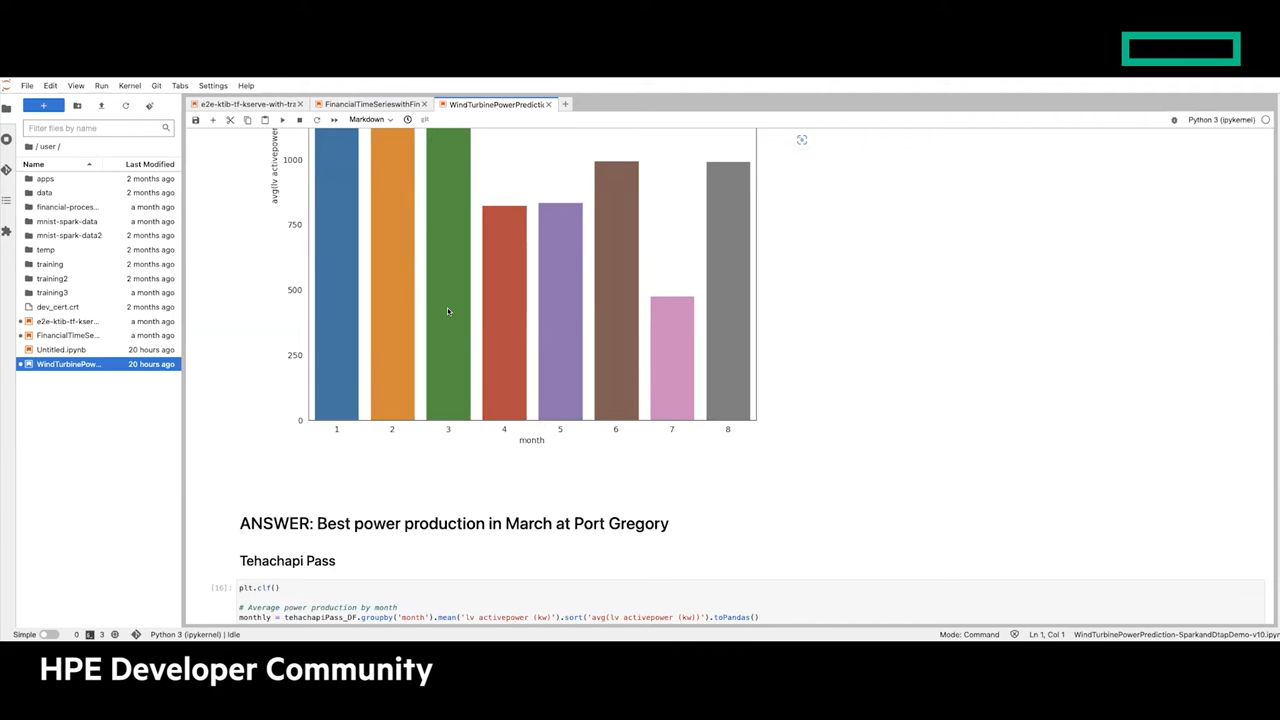 File Edit View Run Kernel Git Tabs Settings Help
e2e-ktib-tf-kserve-with-tra
FinancialTimeSerieswithFin
WindTurbinePowerPredictic
Filter files by name
Markdown
git
Python 3 (ipykernel)
/ user /
Name Last Modified
apps 2 months ago
data 2 months ago
financial-proces... a month ago
mnist-spark-data a month ago
mnist-spark-data2 a month ago
temp 2 months ago
training 2 months ago
training2 2 months ago
training3 a month ago
dev_cert.crt 2 months ago
e2e-ktib-tf-kser... a month ago
FinancialTimeSe... a month ago
Untitled.ipynb 20 hours ago
WindTurbinePow... 20 hours ago
avg(lv activepower
1000
750
500
250
0
1 2 3 4 5 6 7 8
month
ANSWER: Best power production in March at Port Gregory
Tehachapi Pass
[16]: plt.clf()
# Average power production by month
monthly = tehachapiPass_DF.groupby('month').mean('lv activepower (kw)').sort('avg(lv activepower (kw))').toPandas()
Simple 0 3 Python 3 (ipykernel) | Idle Mode: Command Ln 1, Col 1 WindTurbinePowerPrediction-SparkandDtapDemo-v10.ipyn
HPE Developer Community